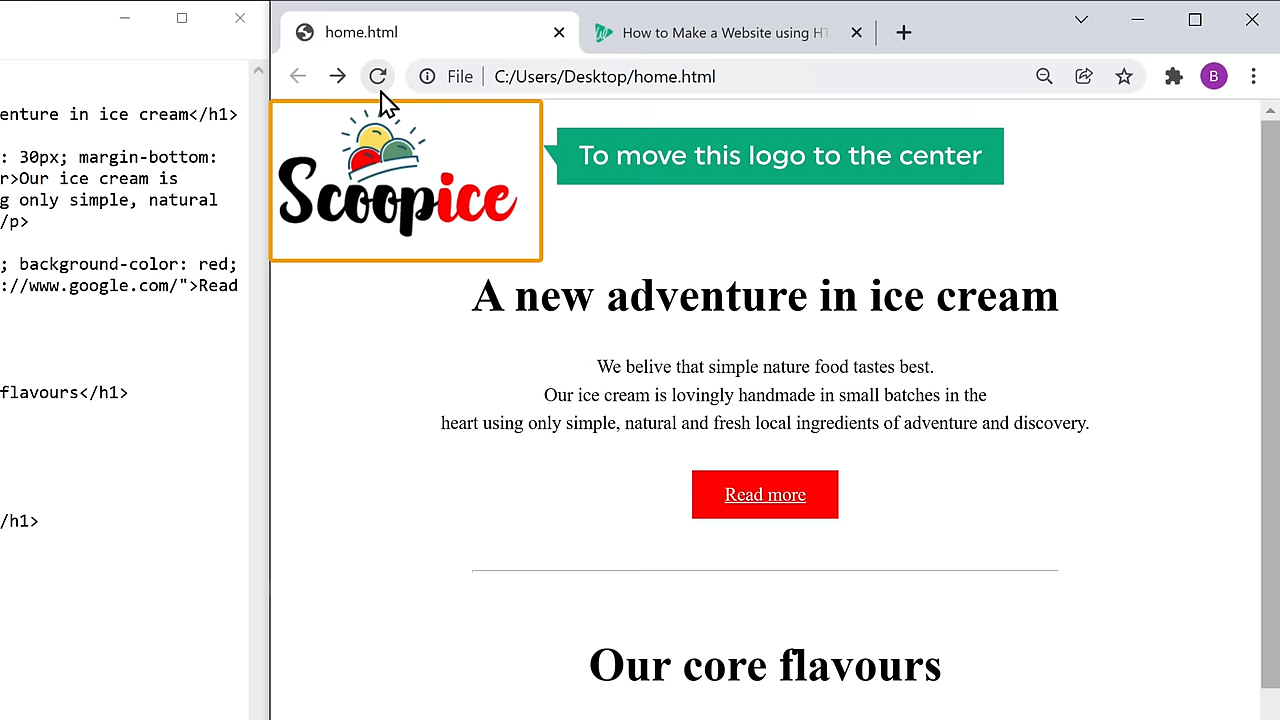 home.html
How to Make a Website using HT
File
C:/Users/Desktop/home.html
B
enture in ice cream</h1>
: 30px; margin-bottom:
r>Our ice cream is
g only simple, natural
/p>
; background-color: red;
://www.google.com/">Read
flavours</h1>
/h1>
Scoopice
To move this logo to the center
A new adventure in ice cream
We belive that simple nature food tastes best.
Our ice cream is lovingly handmade in small batches in the
heart using only simple, natural and fresh local ingredients of adventure and discovery.
Read more
Our core flavours